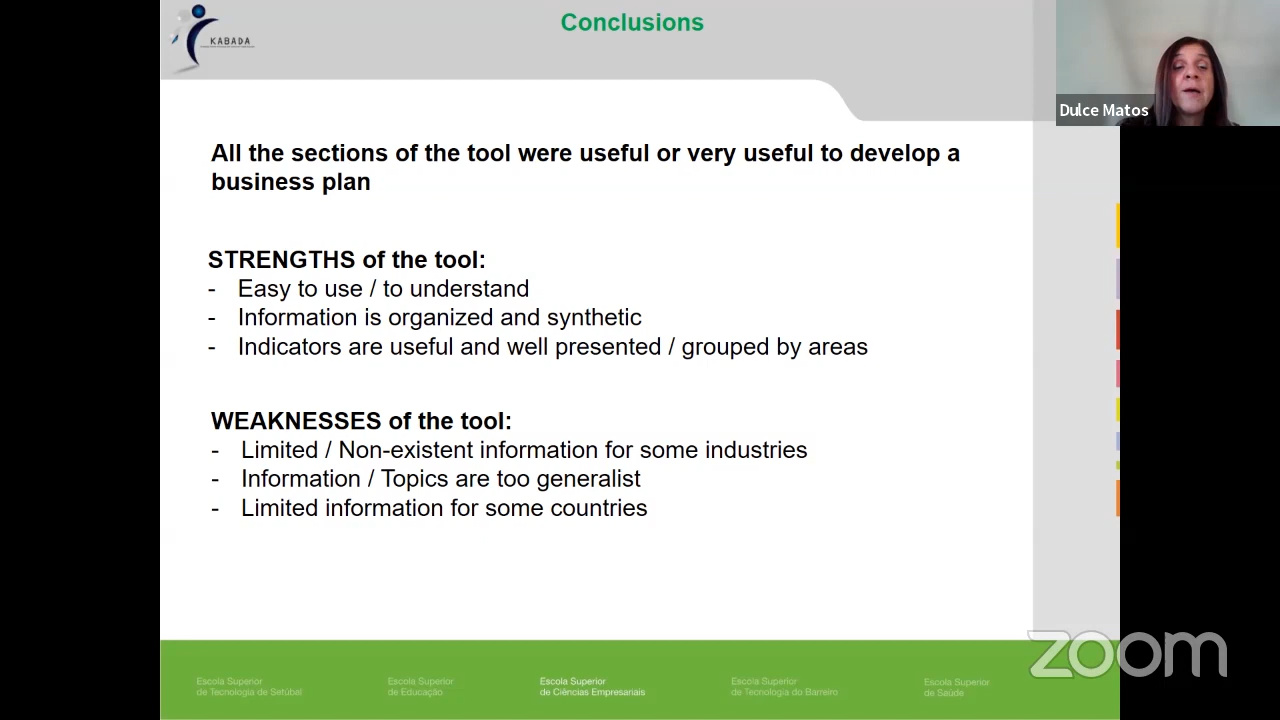 Conclusions
KABADA
Dulce Matos
All the sections of the tool were useful or very useful to develop a
business plan
STRENGTHS of the tool:
- Easy to use / to understand
- Information is organized and synthetic
- Indicators are useful and well presented / grouped by areas
WEAKNESSES of the tool:
- Limited / Non-existent information for some industries
- Information / Topics are too generalist
- Limited information for some countries
zoom
Escola Superior
de Tecnologia de Setúbal
Escola Superior
de Educação
Escola Superior
de Ciências Empresariais
Escola Superior
de Tecnologia do Barreiro
Escola Superior
de Saúde